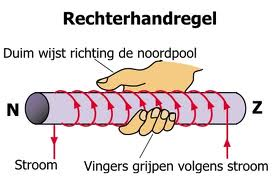 Rechterhandregel
Duim wijst richting de noordpool
N
Z
Stroom
Vingers grijpen volgens stroom